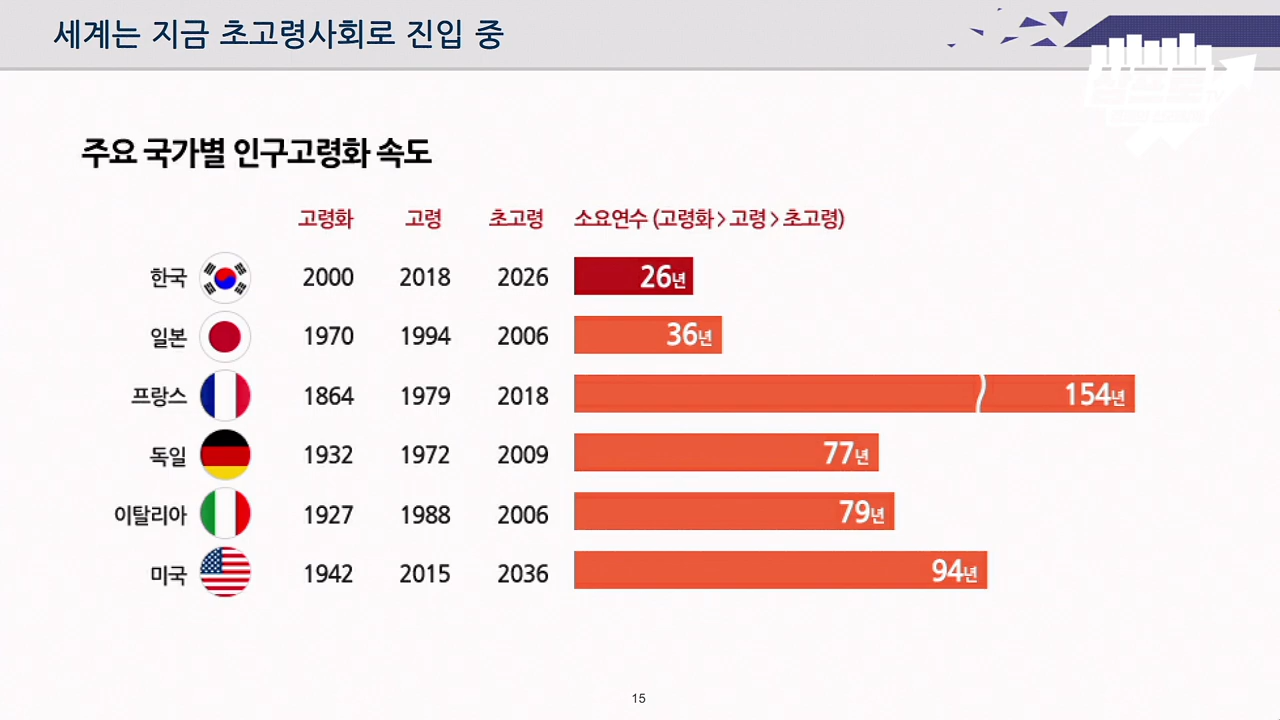 세계는 지금 초고령사회로 진입 중
주요 국가별 인구고령화 속도
고령화 고령 초고령 소요연수 (고령화 > 고령 > 초고령)
한국 2000 2018 2026 26년
일본 1970 1994 2006 36년
프랑스 1864 1979 2018 154년
독일 1932 1972 2009 77년
이탈리아 1927 1988 2006 79년
미국 1942 2015 2036 94년
15